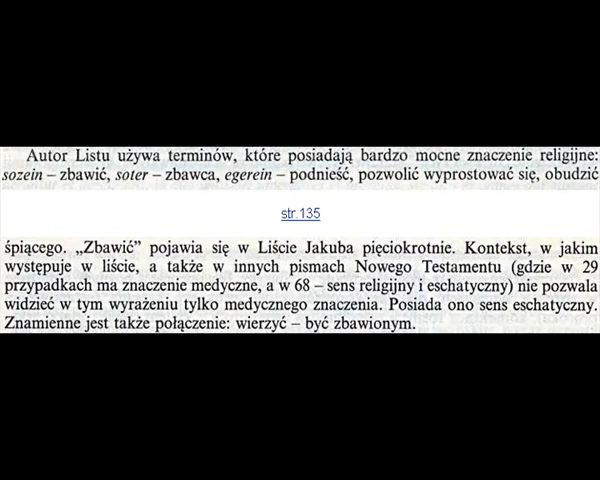 Autor Listu używa terminów, które posiadają bardzo mocne znaczenie religijne:
sozein – zbawić, soter – zbawca, egerein – podnieść, pozwolić wyprostować się, obudzić
str.135
śpiącego. „Zbawić” pojawia się w Liście Jakuba pięciokrotnie. Kontekst, w jakim
występuje w liście, a także w innych pismach Nowego Testamentu (gdzie w 29
przypadkach ma znaczenie medyczne, a w 68 – sens religijny i eschatyczny) nie pozwala
widzieć w tym wyrażeniu tylko medycznego znaczenia. Posiada ono sens eschatyczny.
Znamienne jest także połączenie: wierzyć – być zbawionym.